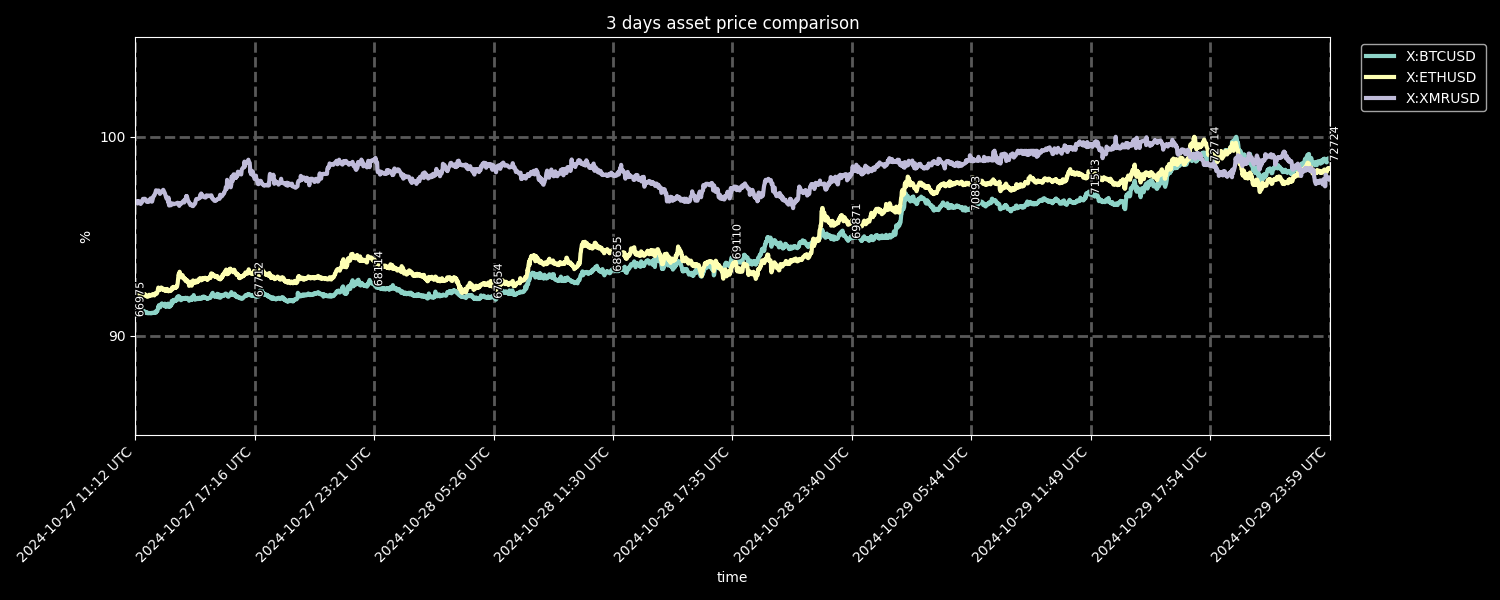 3 days asset price comparison
X:BTCUSD
X:ETHUSD
X:XMRUSD
100
90
%
66975
67712
68114
67654
68655
69110
69871
70893
71513
72714
72724
2024-10-27 11:12 UTC
2024-10-27 17:16 UTC
2024-10-27 23:21 UTC
2024-10-28 05:26 UTC
2024-10-28 11:30 UTC
2024-10-28 17:35 UTC
2024-10-28 23:40 UTC
2024-10-29 05:44 UTC
2024-10-29 11:49 UTC
2024-10-29 17:54 UTC
2024-10-29 23:59 UTC
time